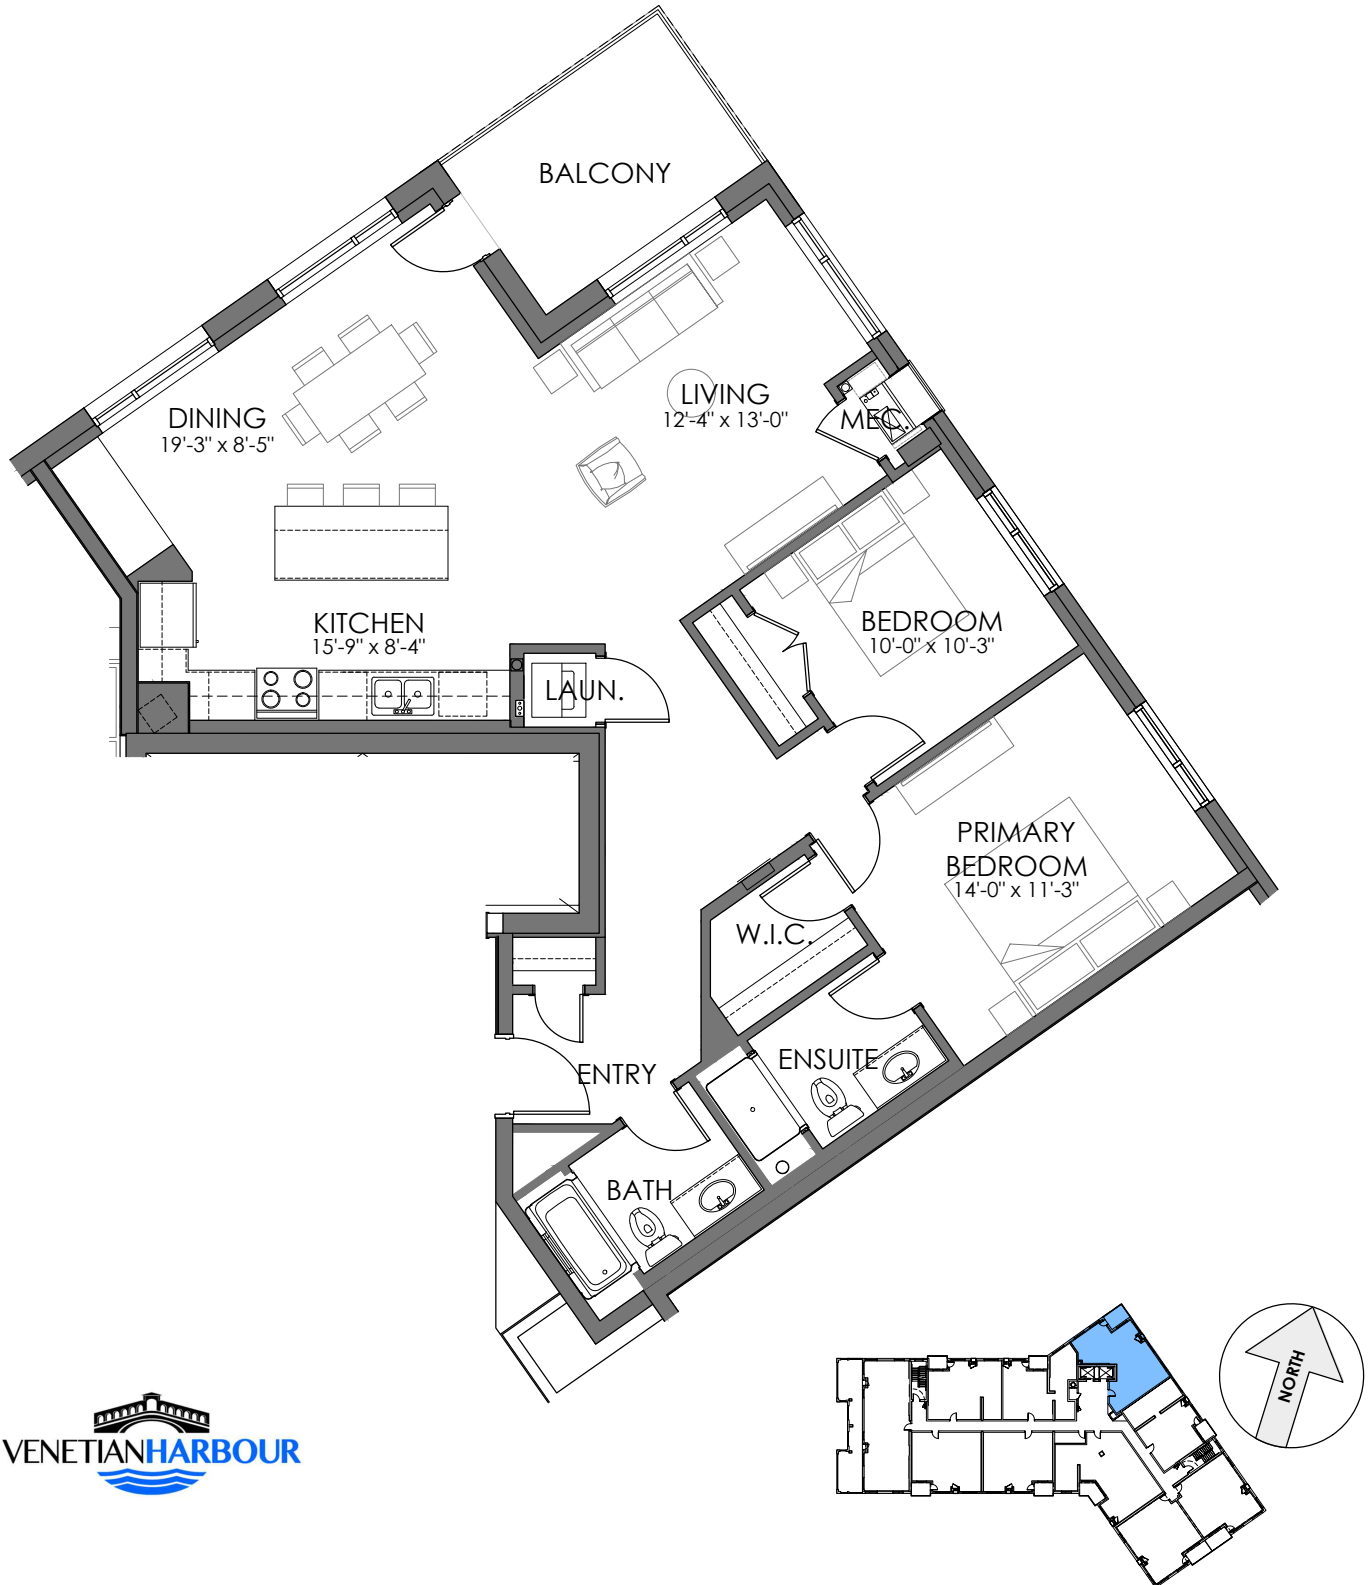 BALCONY
DINING
19'-3" x 8'-5"
LIVING
12'-4" x 13'-0"
MEC
KITCHEN
15'-9" x 8'-4"
BEDROOM
10'-0" x 10'-3"
LAUN.
PRIMARY
BEDROOM
14'-0" x 11'-3"
W.I.C.
ENSUITE
ENTRY
BATH
NORTH
VENETIANHARBOUR